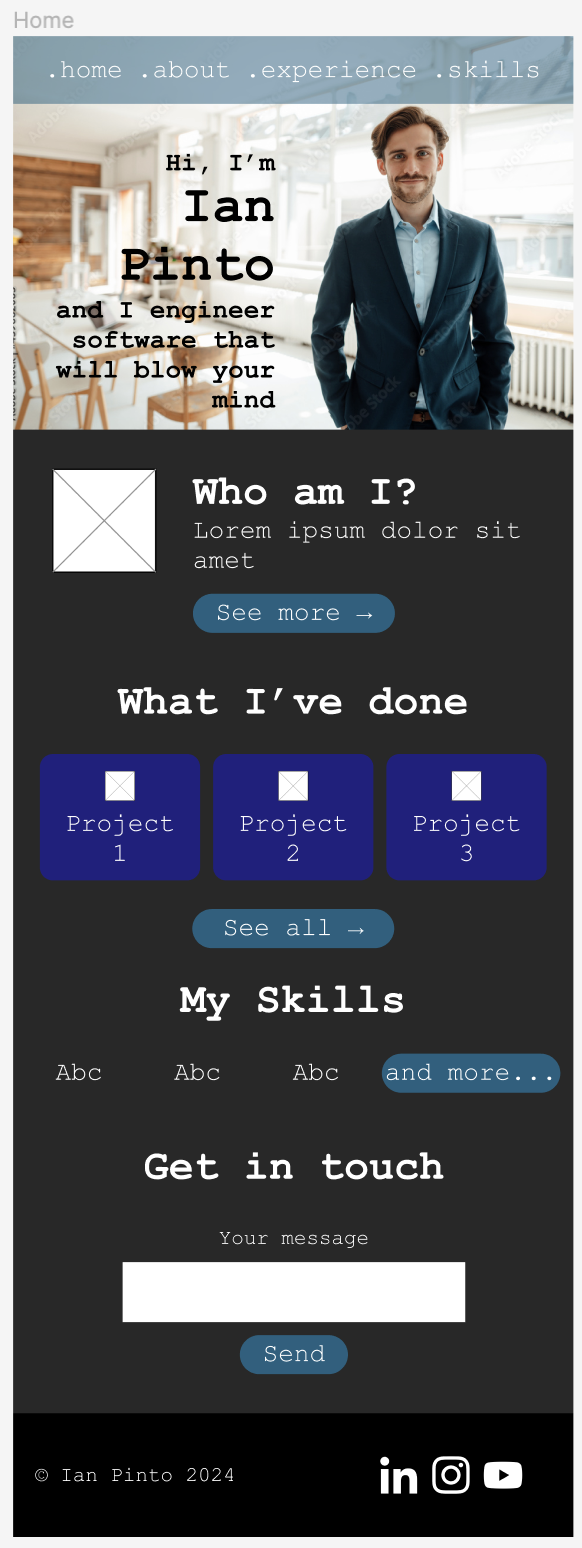 Home
.home .about .experience .skills
Hi, I’m
Ian
Pinto
and I engineer
software that
will blow your
mind
Who am I?
Lorem ipsum dolor sit
amet
See more →
What I’ve done
Project
1
Project
2
Project
3
See all →
My Skills
Abc
Abc
Abc
and more...
Get in touch
Your message
Send
© Ian Pinto 2024
in